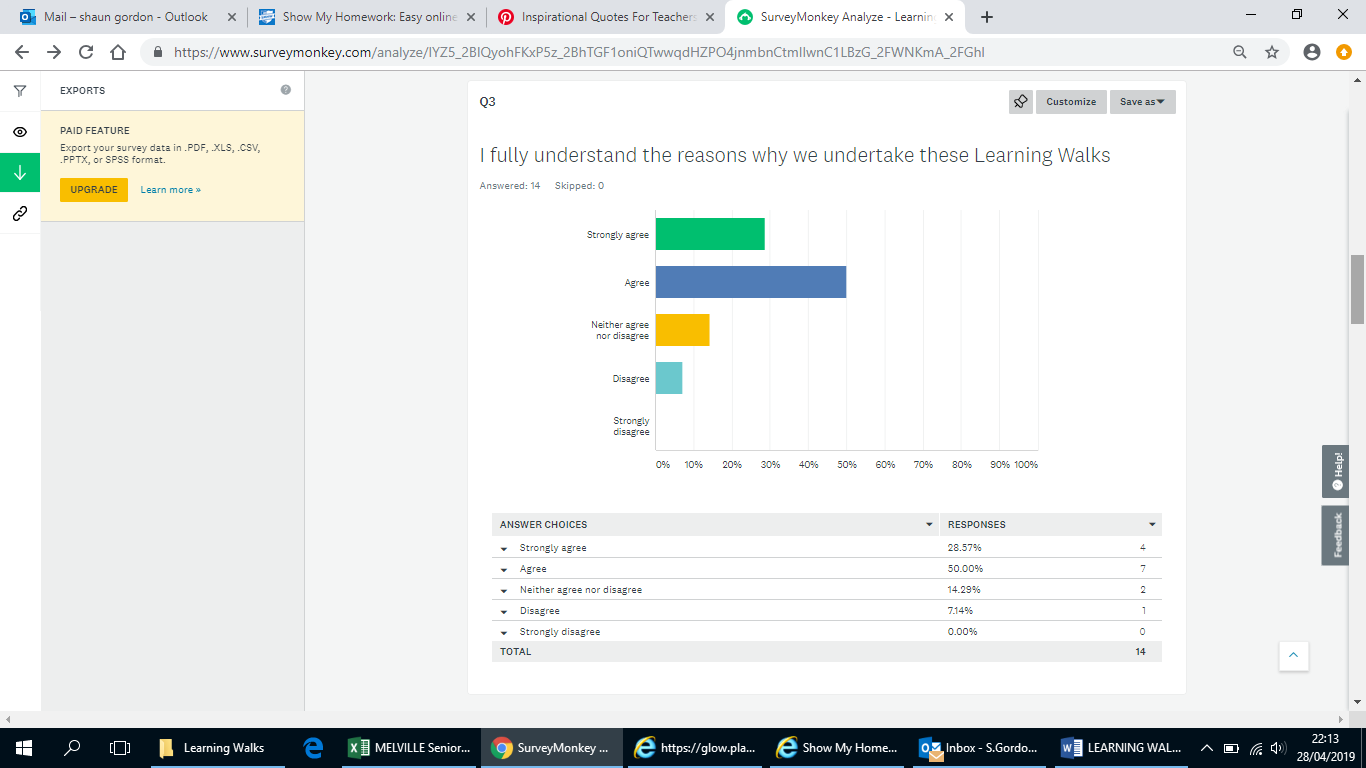 Mail – shaun gordon - Outlook
Show My Homework: Easy online
Inspirational Quotes For Teachers
SurveyMonkey Analyze - Learnin
https://www.surveymonkey.com/analyze/
EXPORTS
?
PAID FEATURE
Export your survey data in .PDF, .XLS, .CSV,
.PPTX, or SPSS format.
UPGRADE
Learn more »
Q3
Customize
Save as
I fully understand the reasons why we undertake these Learning Walks
Answered: 14 Skipped: 0
Strongly agree
Agree
Neither agree
nor disagree
Disagree
Strongly
disagree
0% 10% 20% 30% 40% 50% 60% 70% 80% 90% 100%
ANSWER CHOICES RESPONSES
Strongly agree 28.57% 4
Agree 50.00% 7
Neither agree nor disagree 14.29% 2
Disagree 7.14% 1
Strongly disagree 0.00% 0
TOTAL 14
? Help!
Feedback
Learning Walks
MELVILLE Senior...
SurveyMonkey ...
https://glow.pla...
Show My Home...
Inbox - S.Gordo...
LEARNING WAL...
22:13
28/04/2019